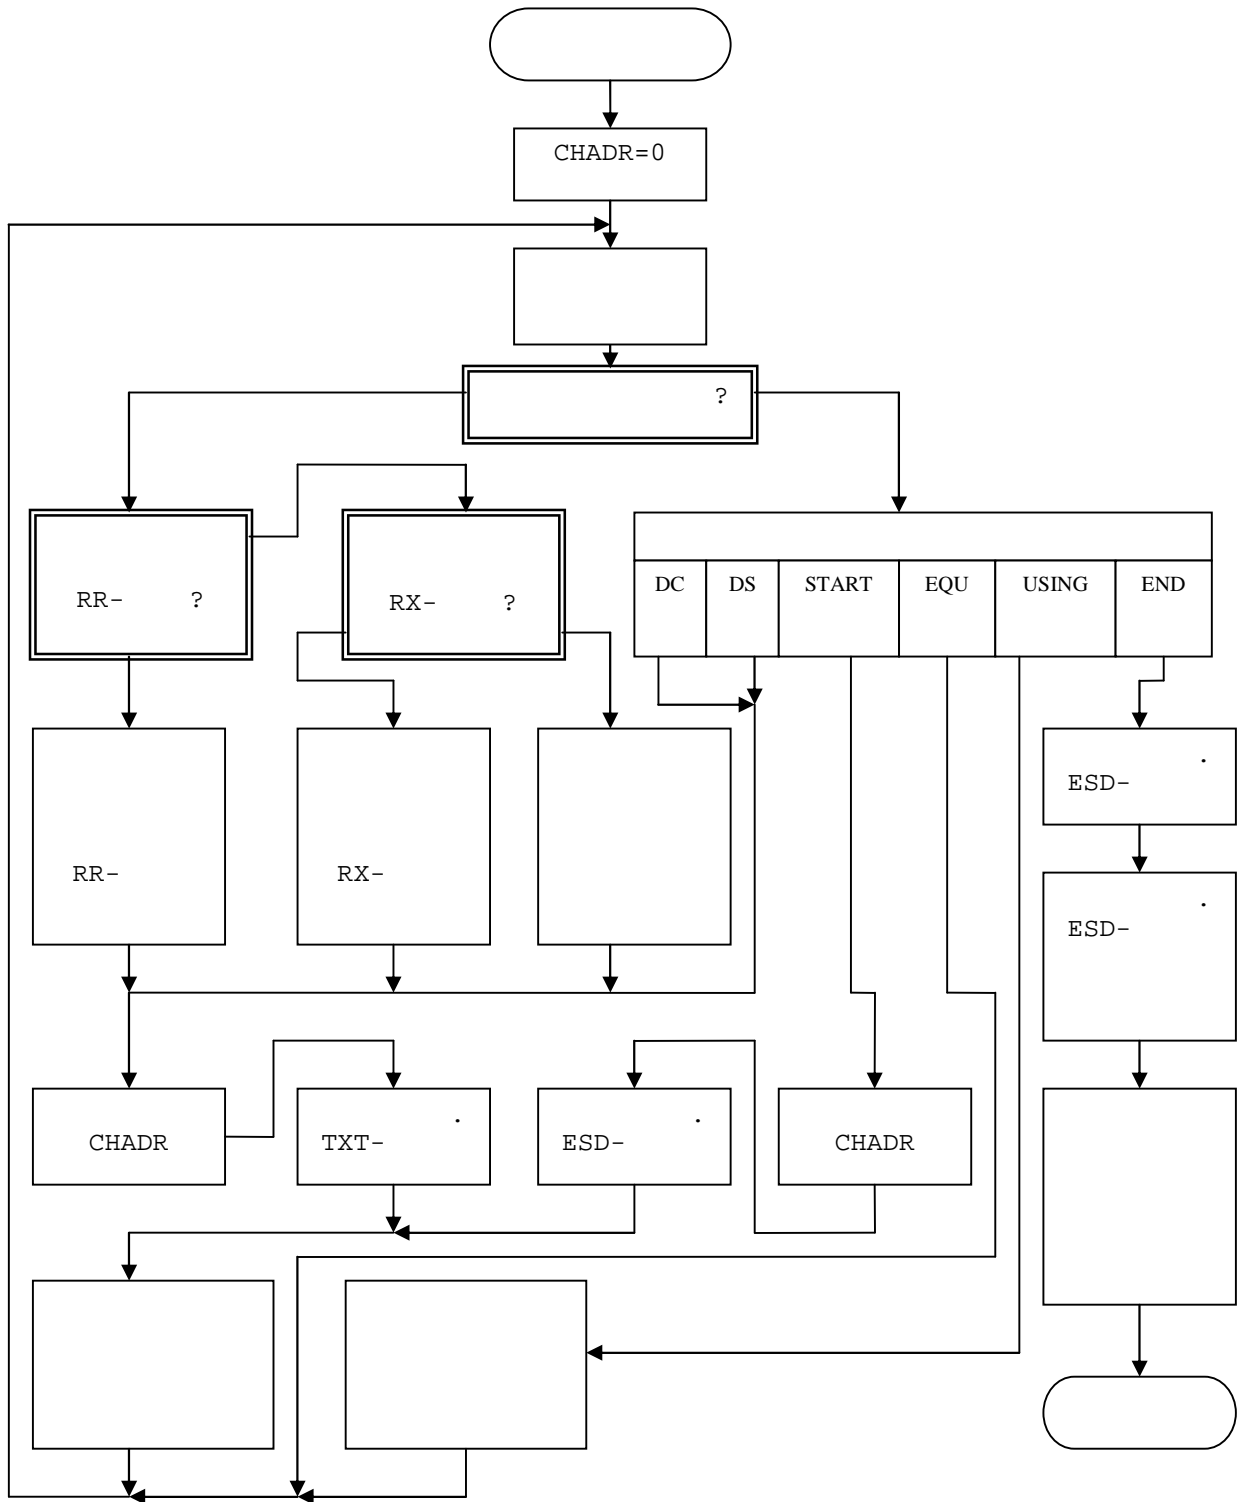 CHADR=0
?
RR- ?
RX- ?
DC DS START EQU USING END
.
ESD-
RR-
RX-
.
ESD-
CHADR
.
TXT-
.
ESD-
CHADR